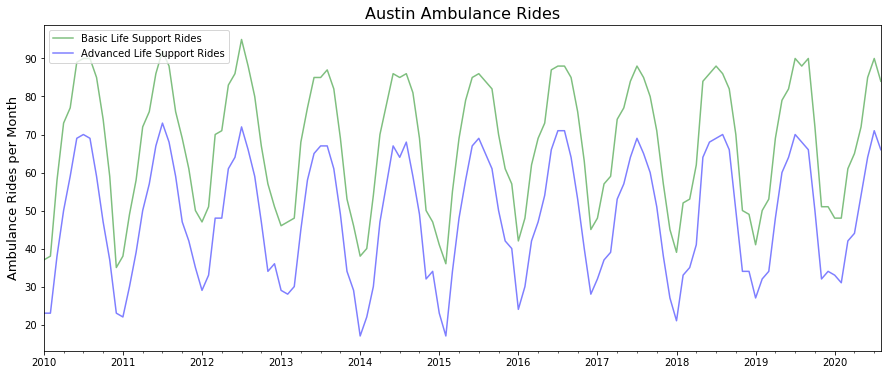 Austin Ambulance Rides
Basic Life Support Rides
Advanced Life Support Rides
Ambulance Rides per Month
90
80
70
60
50
40
30
20
2010 2011 2012 2013 2014 2015 2016 2017 2018 2019 2020